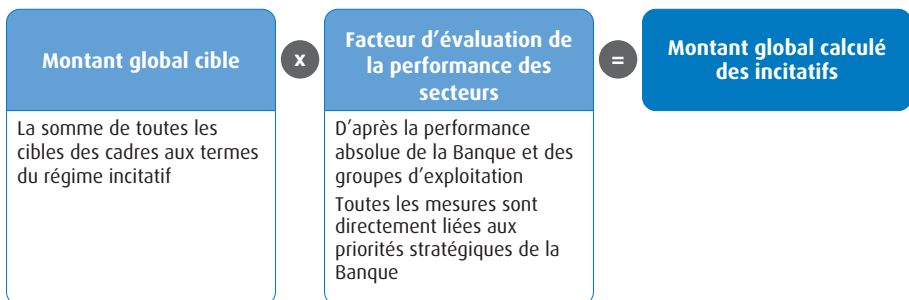 Montant global cible
x
Facteur d’évaluation de
la performance des
secteurs
=
Montant global calculé
des incitatifs
La somme de toutes les
cibles des cadres aux termes
du régime incitatif
D’après la performance
absolue de la Banque et des
groupes d’exploitation
Toutes les mesures sont
directement liées aux
priorités stratégiques de la
Banque